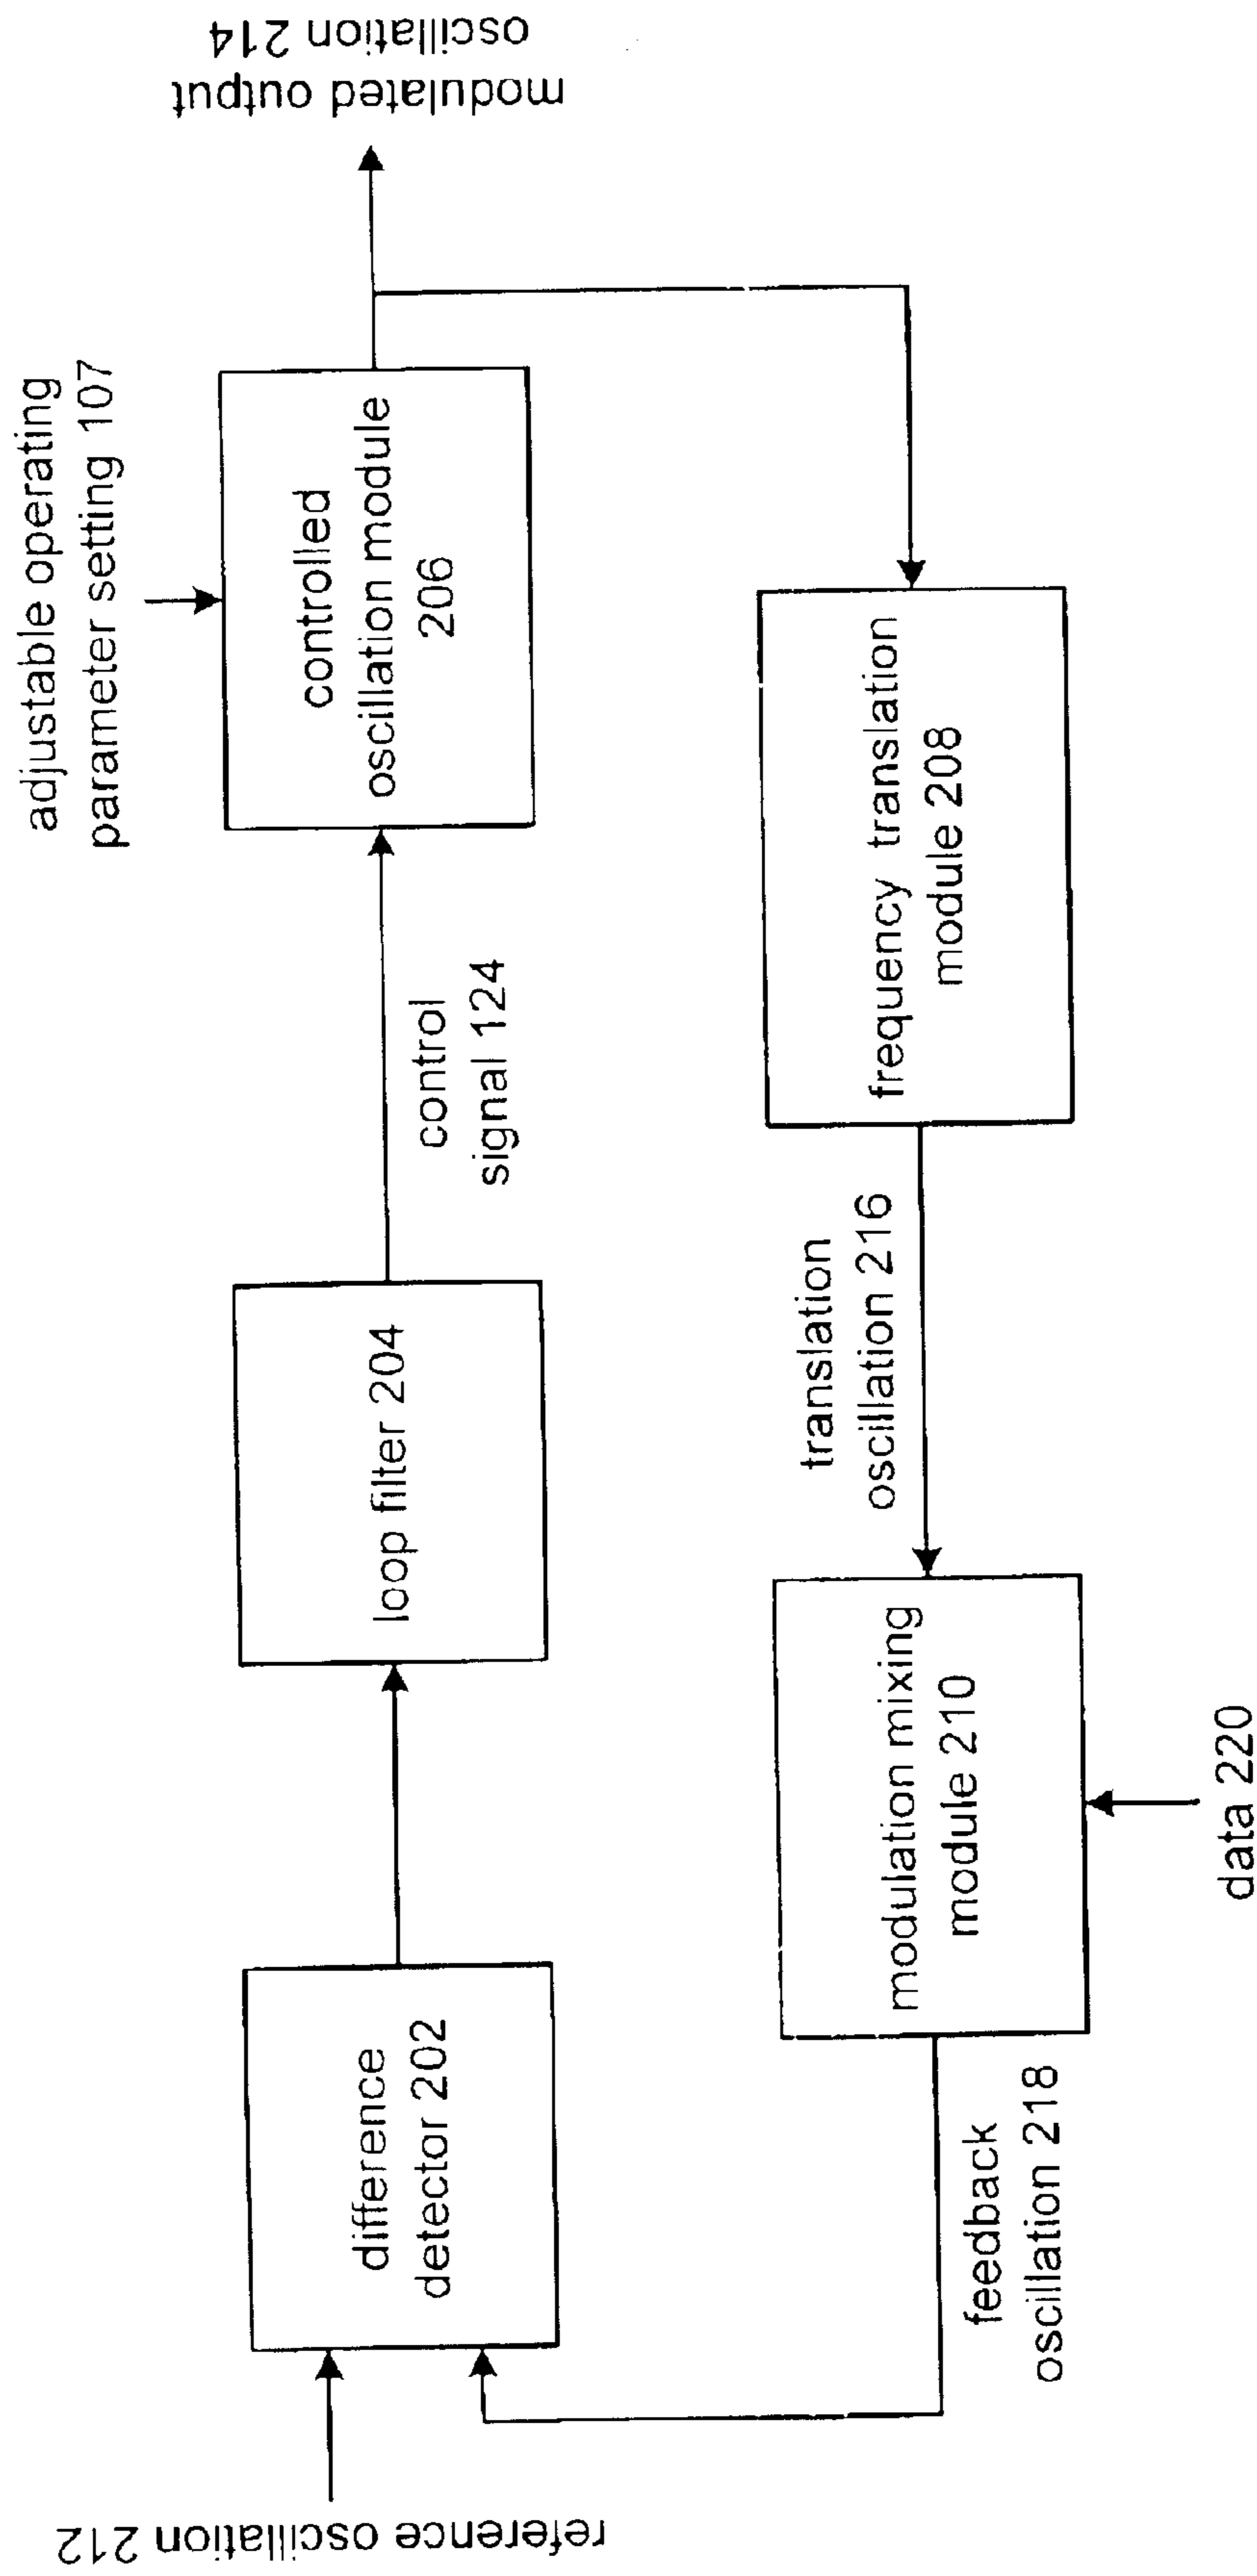 adjustable operating
parameter setting 107
reference oscillation 212
difference
detector 202
loop filter 204
control
signal 124
controlled
oscillation module
206
modulated output
oscillation 214
feedback
oscillation 218
modulation mixing
module 210
translation
oscillation 216
frequency translation
module 208
data 220